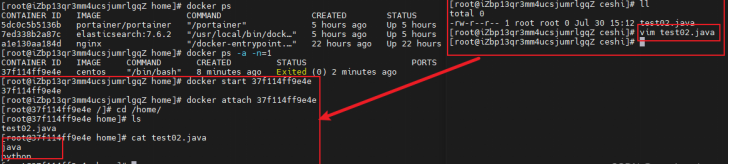 [root@iZbp13qr3mm4ucsjumrlgqZ home]# docker ps
CONTAINER ID IMAGE COMMAND CREATED STATUS
5dc0c5b5136b portainer/portainer "/portainer" 5 hours ago Up 5 hours
7ed338b2a87c elasticsearch:7.6.2 "/usr/local/bin/dock…" 5 hours ago Up 5 hours
a1e130aa184d nginx "/docker-entrypoint.…" 22 hours ago Up 22 hours
[root@iZbp13qr3mm4ucsjumrlgqZ home]# docker ps -a -n=1
CONTAINER ID IMAGE COMMAND CREATED STATUS PORTS
37f114ff9e4e centos "/bin/bash" 8 minutes ago Exited (0) 2 minutes ago
[root@iZbp13qr3mm4ucsjumrlgqZ home]# docker start 37f114ff9e4e
37f114ff9e4e
[root@iZbp13qr3mm4ucsjumrlgqZ home]# docker attach 37f114ff9e4e
[root@37f114ff9e4e /]# cd /home/
[root@37f114ff9e4e home]# ls
test02.java
[root@37f114ff9e4e home]# cat test02.java
java
python
[root@37f114ff9e4e home]#
[root@iZbp13qr3mm4ucsjumrlgqZ ceshi]# ll
total 0
-rw-r--r-- 1 root root 0 Jul 30 15:12 test02.java
[root@iZbp13qr3mm4ucsjumrlgqZ ceshi]# vim test02.java
[root@iZbp13qr3mm4ucsjumrlgqZ ceshi]#